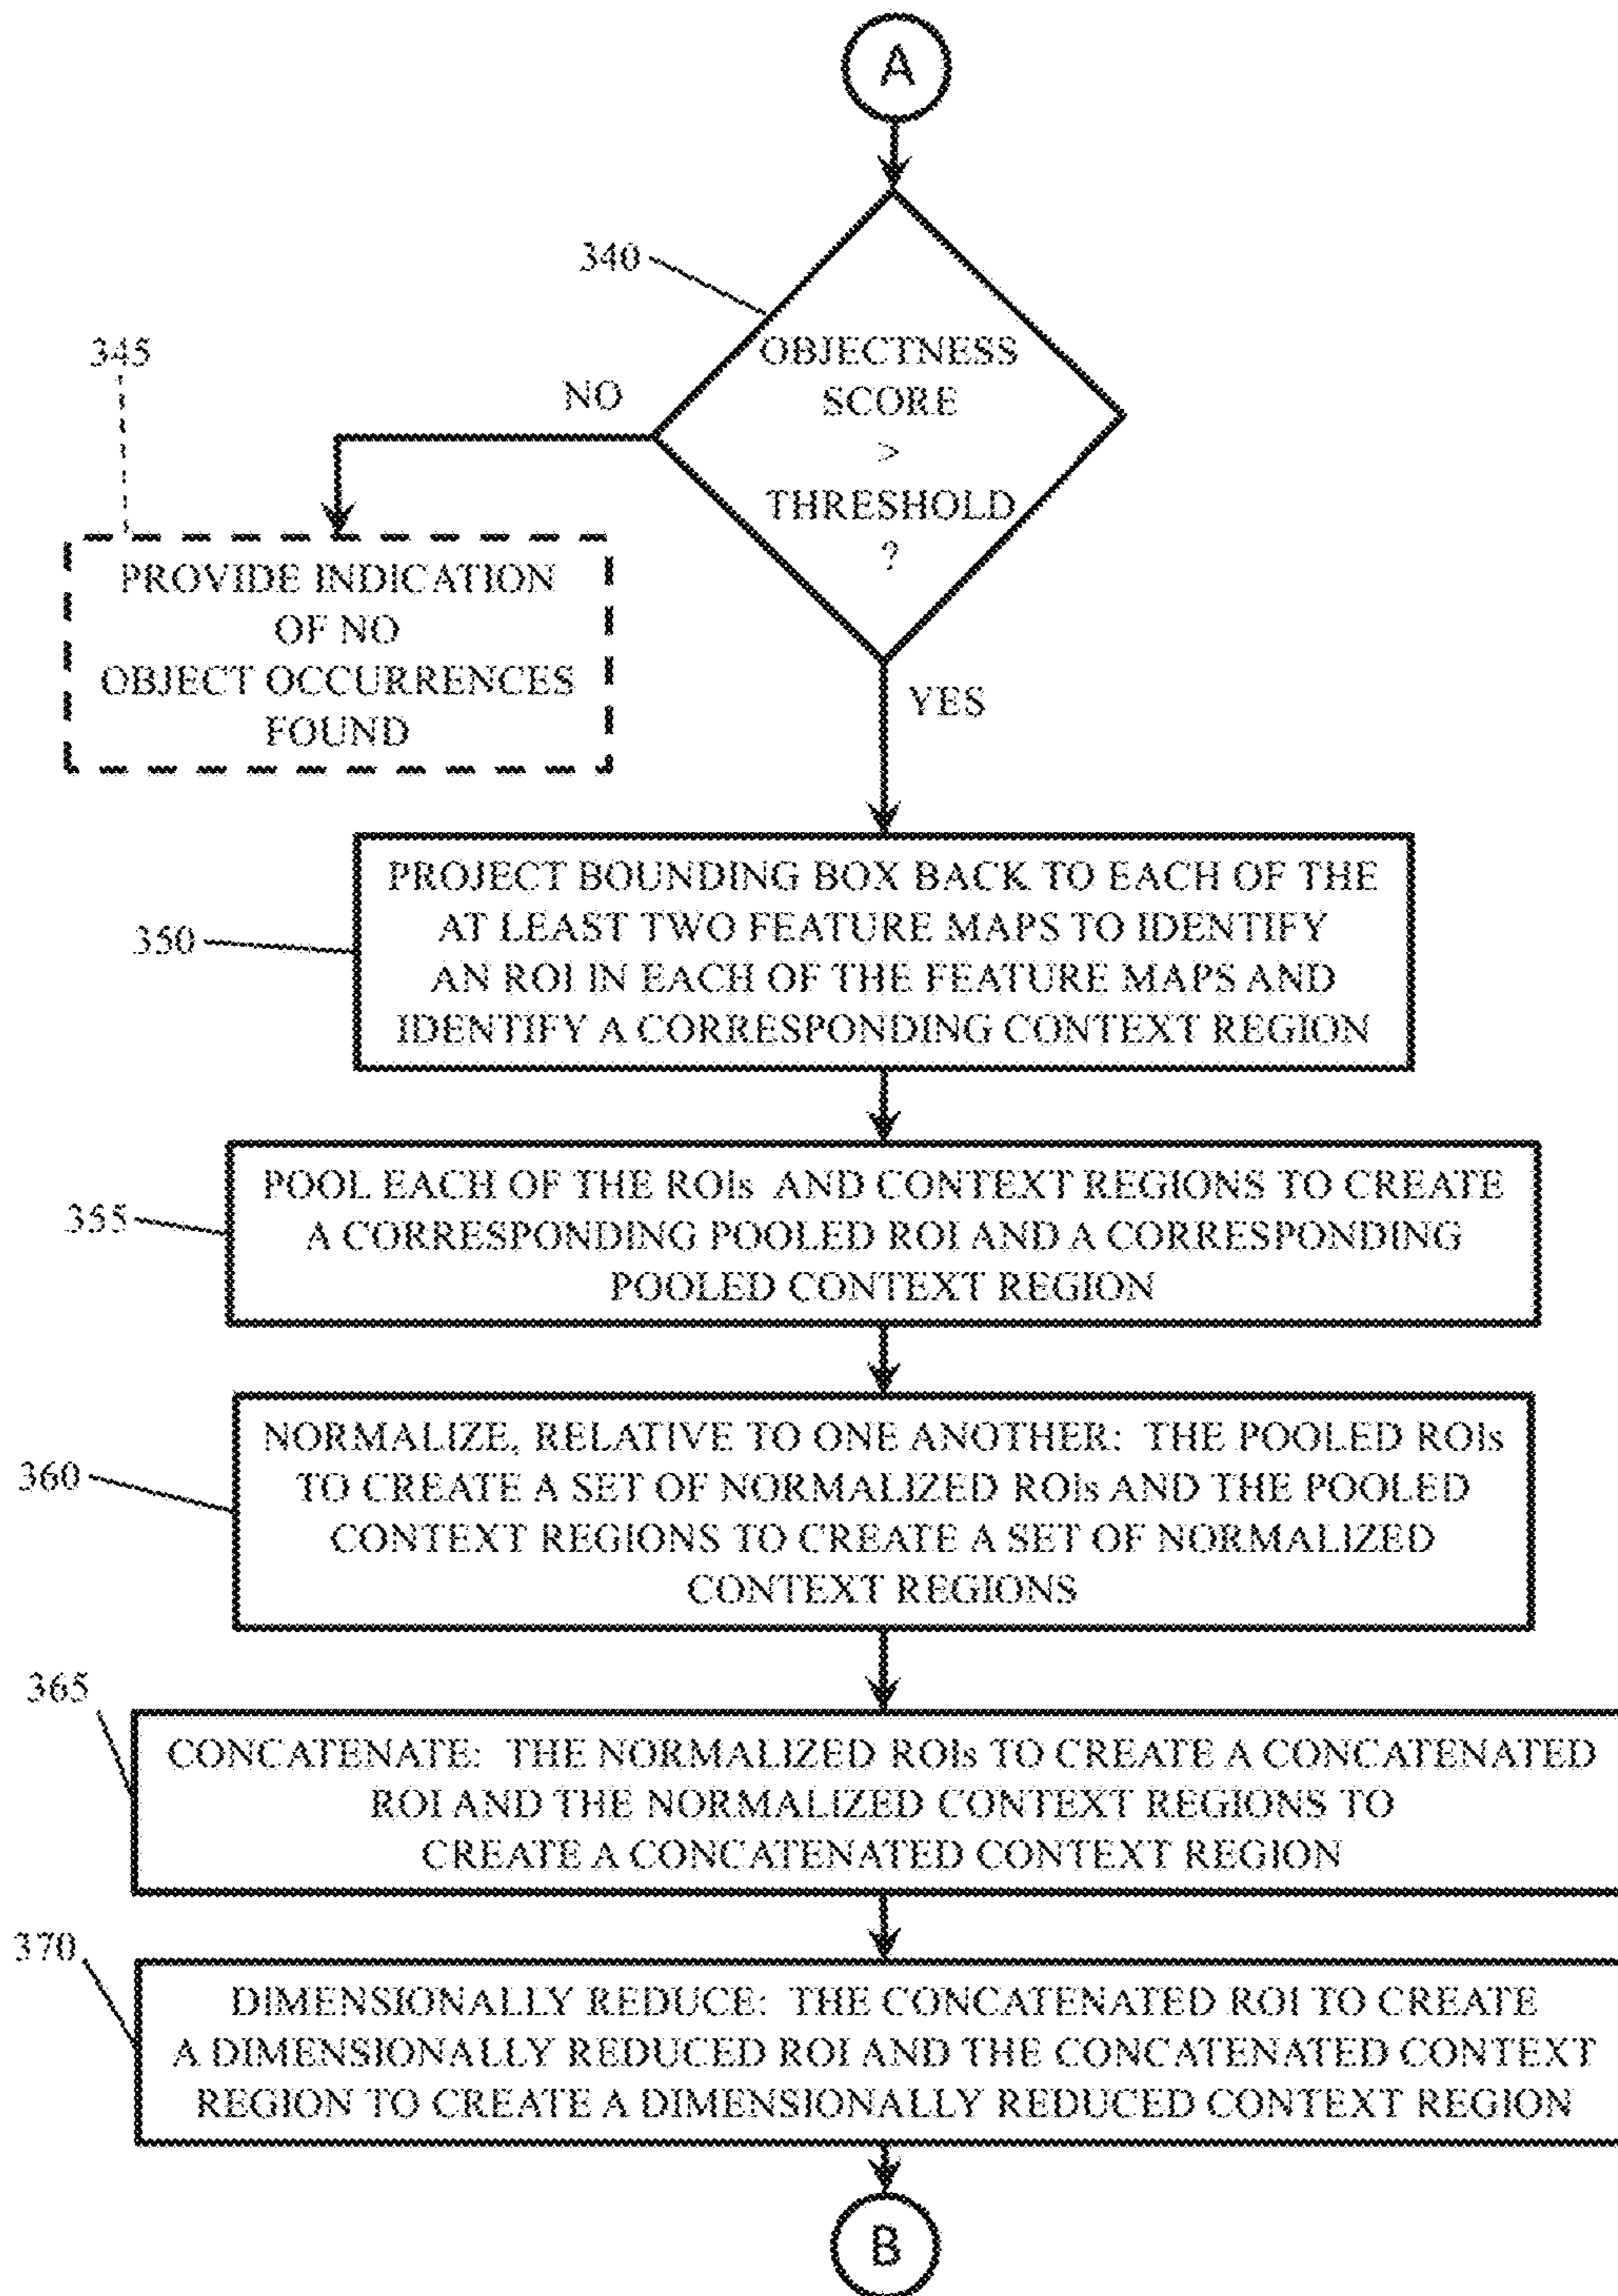 A
340
OBJECTNESS
SCORE
>
THRESHOLD
?
NO
345
PROVIDE INDICATION
OF NO
OBJECT OCCURRENCES
FOUND
YES
350
PROJECT BOUNDING BOX BACK TO EACH OF THE
AT LEAST TWO FEATURE MAPS TO IDENTIFY
AN ROI IN EACH OF THE FEATURE MAPS AND
IDENTIFY A CORRESPONDING CONTEXT REGION
355
POOL EACH OF THE ROIs AND CONTEXT REGIONS TO CREATE
A CORRESPONDING POOLED ROI AND A CORRESPONDING
POOLED CONTEXT REGION
360
NORMALIZE, RELATIVE TO ONE ANOTHER: THE POOLED ROIs
TO CREATE A SET OF NORMALIZED ROIs AND THE POOLED
CONTEXT REGIONS TO CREATE A SET OF NORMALIZED
CONTEXT REGIONS
365
CONCATENATE: THE NORMALIZED ROIs TO CREATE A CONCATENATED
ROI AND THE NORMALIZED CONTEXT REGIONS TO
CREATE A CONCATENATED CONTEXT REGION
370
DIMENSIONALLY REDUCE: THE CONCATENATED ROI TO CREATE
A DIMENSIONALLY REDUCED ROI AND THE CONCATENATED CONTEXT
REGION TO CREATE A DIMENSIONALLY REDUCED CONTEXT REGION
B